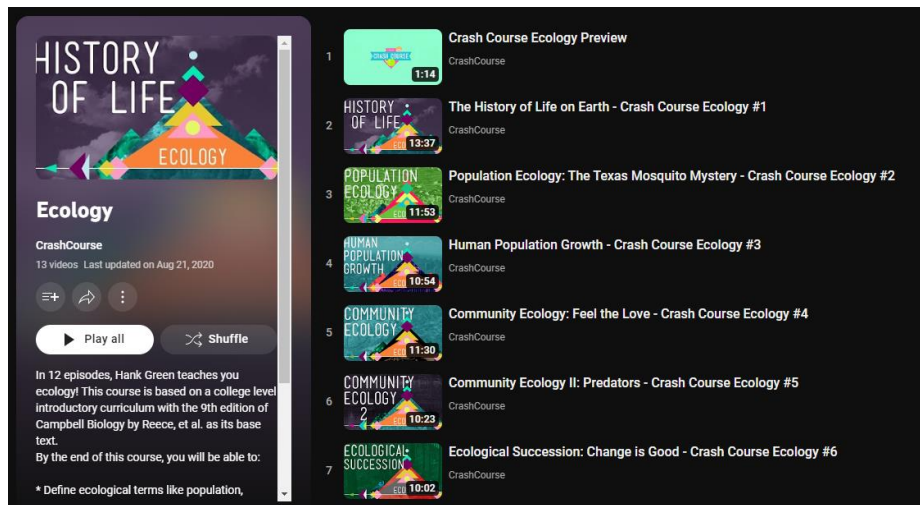 HISTORY
OF LIFE
ECOLOGY
Ecology
CrashCourse
13 videos Last updated on Aug 21, 2020
Play all
Shuffle
In 12 episodes, Hank Green teaches you
ecology! This course is based on a college level
introductory curriculum with the 9th edition of
Campbell Biology by Reece, et al. as its base
text.
By the end of this course, you will be able to:
* Define ecological terms like population,
1
CRASH COURSE
1:14
Crash Course Ecology Preview
CrashCourse
2
HISTORY
OF LIFE
ECO
13:37
The History of Life on Earth - Crash Course Ecology #1
CrashCourse
3
POPULATION
ECOLOGY
ECO
11:53
Population Ecology: The Texas Mosquito Mystery - Crash Course Ecology #2
CrashCourse
4
HUMAN
POPULATION
GROWTH
ECO
10:54
Human Population Growth - Crash Course Ecology #3
CrashCourse
5
COMMUNITY
ECOLOGY
ECO
11:30
Community Ecology: Feel the Love - Crash Course Ecology #4
CrashCourse
6
COMMUNITY
ECOLOGY
2
ECO
10:23
Community Ecology II: Predators - Crash Course Ecology #5
CrashCourse
7
ECOLOGICAL
SUCCESSION
ECO
10:02
Ecological Succession: Change is Good - Crash Course Ecology #6
CrashCourse